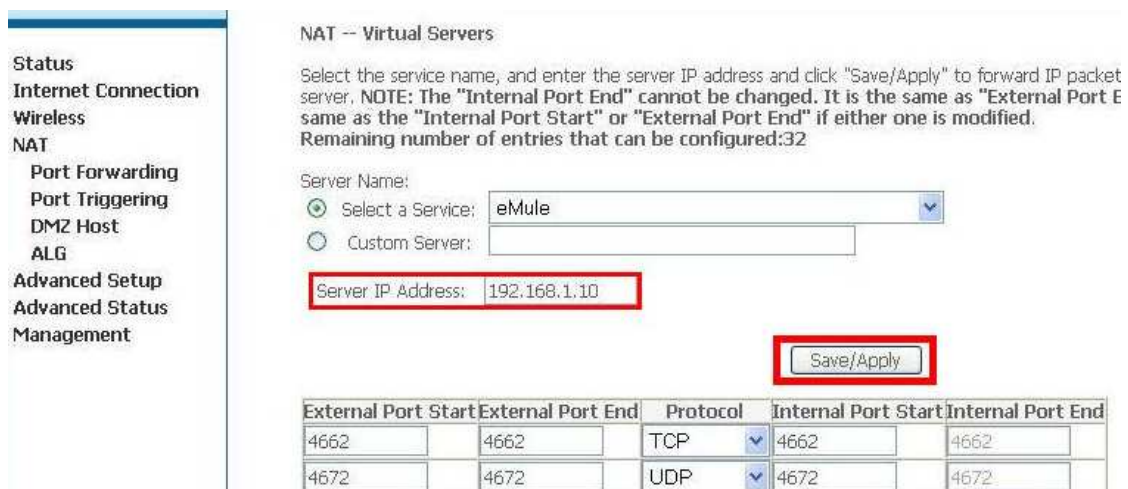 NAT -- Virtual Servers
Status
Internet Connection
Wireless
NAT
Port Forwarding
Port Triggering
DMZ Host
ALG
Advanced Setup
Advanced Status
Management
Select the service name, and enter the server IP address and click "Save/Apply" to forward IP packet
server. NOTE: The "Internal Port End" cannot be changed. It is the same as "External Port E
same as the "Internal Port Start" or "External Port End" if either one is modified.
Remaining number of entries that can be configured:32
Server Name:
Select a Service: eMule
Custom Server:
Server IP Address: 192.168.1.10
Save/Apply
External Port Start External Port End Protocol Internal Port Start Internal Port End
4662 4662 TCP 4662 4662
4672 4672 UDP 4672 4672